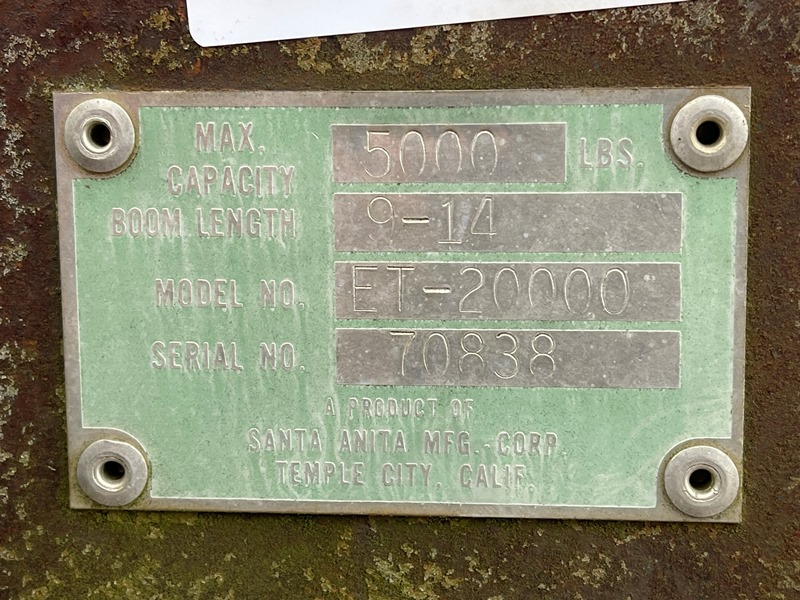 MAX. CAPACITY 5000 LBS.
BOOM LENGTH 9-14
MODEL NO. ET-20000
SERIAL NO. 70838
A PRODUCT OF
SANTA ANITA MFG. CORP.
TEMPLE CITY, CALIF.